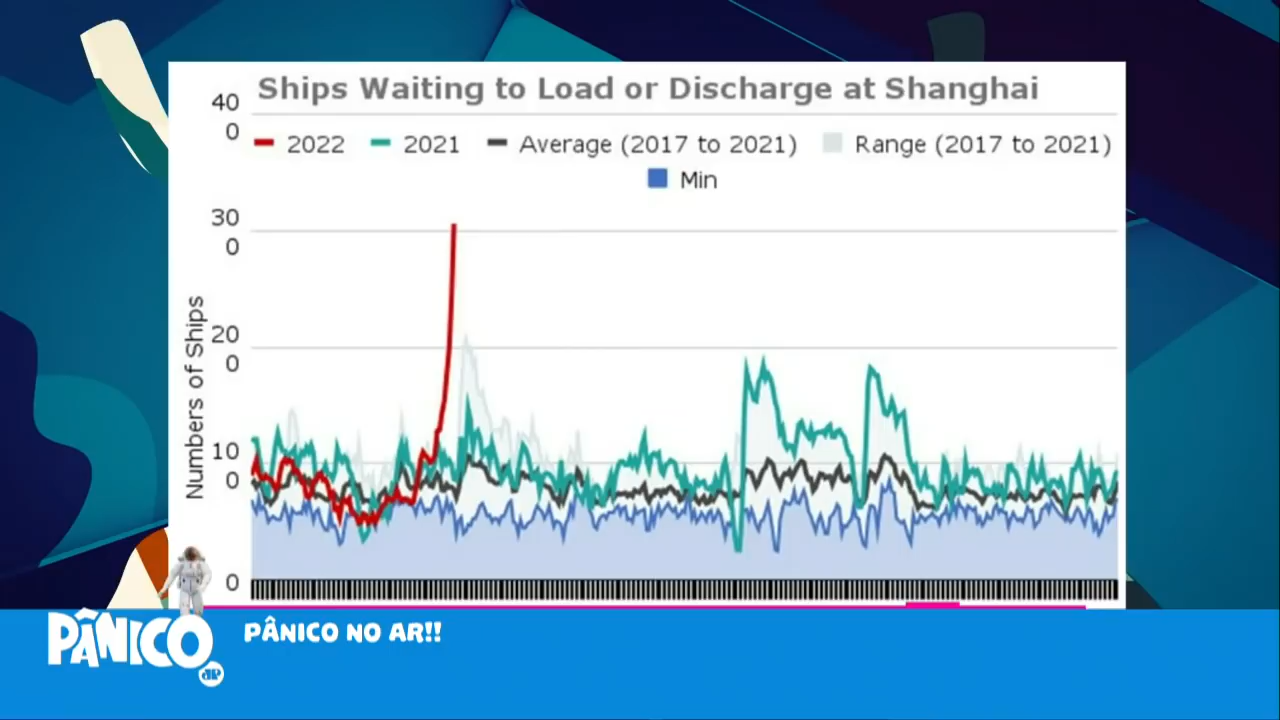 Ships Waiting to Load or Discharge at Shanghai
40
0
2022 2021 Average (2017 to 2021) Range (2017 to 2021)
Min
30
0
20
0
10
0
0
Numbers of Ships
PÂNICO
JP
PÂNICO NO AR!!